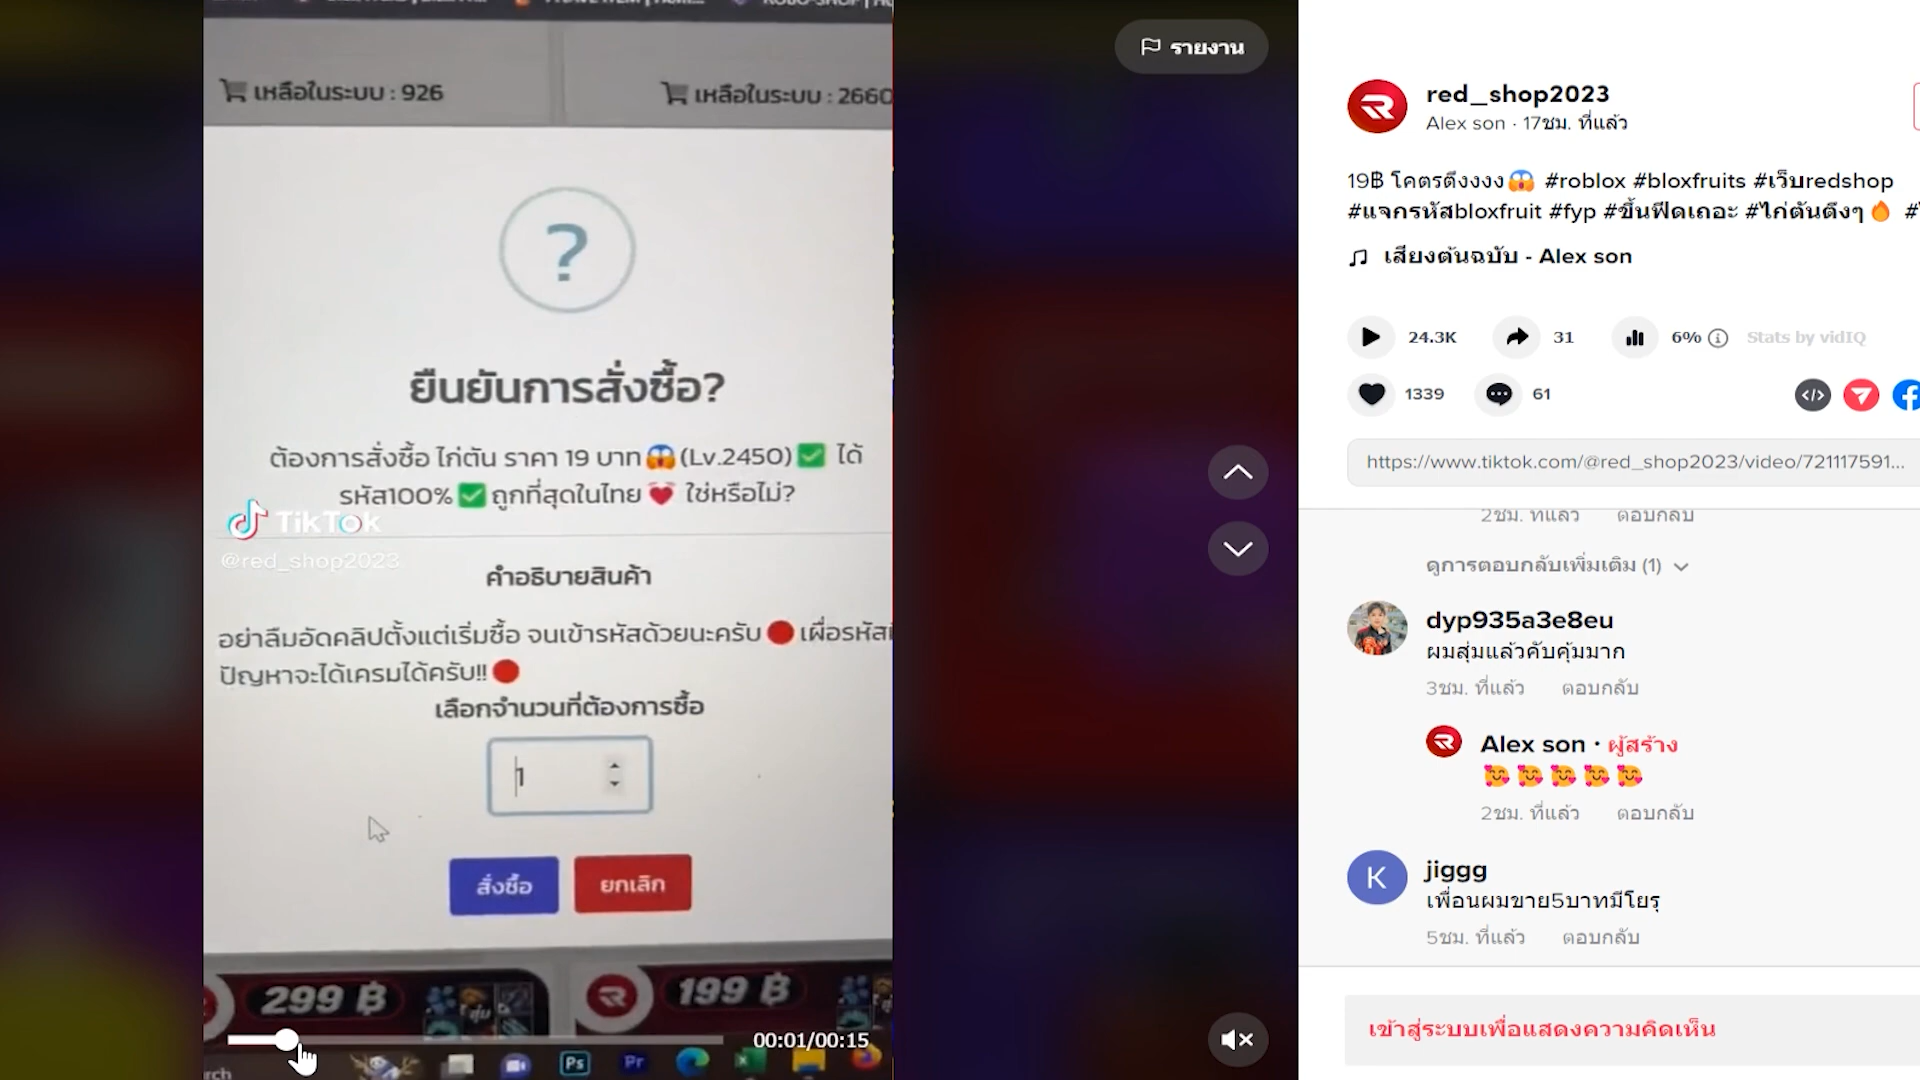 เหลือในระบบ : 926
เหลือในระบบ : 2660
ยืนยันการสั่งซื้อ?
ต้องการสั่งซื้อ ไก่ตัน ราคา 19 บาท😱(Lv.2450)✅ ได้
รหัส100%✅ ถูกที่สุดในไทย 💓 ใช่หรือไม่?
TikTok
@red_shop2023
คำอธิบายสินค้า
อย่าลืมอัดคลิปตั้งแต่เริ่มซื้อ จนเข้ารหัสด้วยนะครับ🔴เผื่อรหัส
ปัญหาจะได้เครมได้ครับ!!🔴
เลือกจำนวนที่ต้องการซื้อ
1
สั่งซื้อ
ยกเลิก
299 ฿
199 ฿
สุ่ม
00:01/00:15
Ps
Pr
รายงาน
red_shop2023
Alex son · 17ชม. ที่แล้ว
19฿ โคตรตึงงงง😱 #roblox #bloxfruits #เว็บredshop
#แจกรหัสbloxfruit #fyp #ขึ้นฟีดเถอะ #ไก่ตันตึงๆ🔥 #
เสียงต้นฉบับ - Alex son
24.3K
31
6%
Stats by vidIQ
1339
61
https://www.tiktok.com/@red_shop2023/video/721117591...
2ชม. ที่แล้ว ตอบกลับ
ดูการตอบกลับเพิ่มเติม (1)
dyp935a3e8eu
ผมสุ่มแล้วคับคุ้มมาก
3ชม. ที่แล้ว ตอบกลับ
Alex son · ผู้สร้าง
🥰🥰🥰🥰🥰
2ชม. ที่แล้ว ตอบกลับ
K
jiggg
เพื่อนผมขาย5บาทมีโยรุ
5ชม. ที่แล้ว ตอบกลับ
เข้าสู่ระบบเพื่อแสดงความคิดเห็น